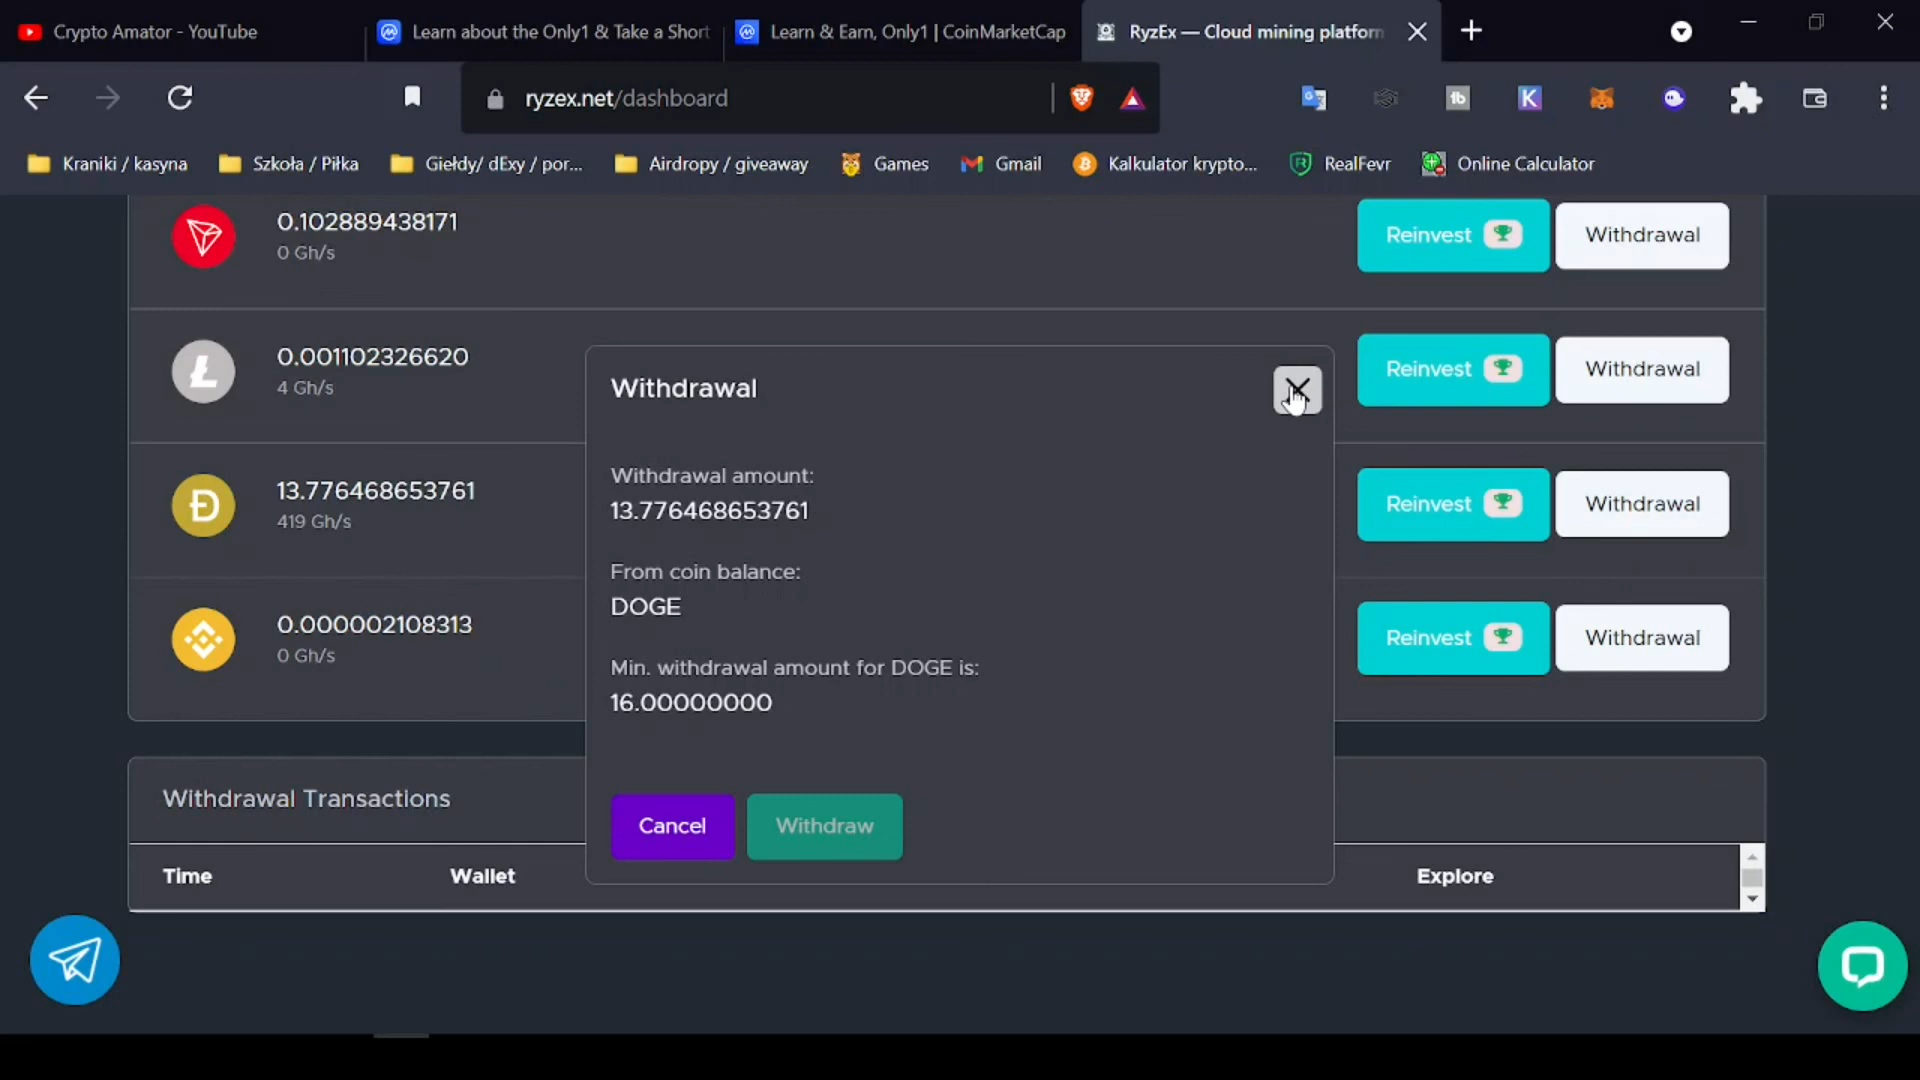 Crypto Amator - YouTube
Learn about the Only1 & Take a Short
Learn & Earn, Only1 | CoinMarketCap
RyzEx — Cloud mining platform
ryzex.net/dashboard
Kraniki / kasyna
Szkoła / Piłka
Giełdy/ dExy / por...
Airdropy / giveaway
Games
Gmail
Kalkulator krypto...
RealFevr
Online Calculator
0.102889438171
0 Gh/s
Reinvest
Withdrawal
0.001102326620
4 Gh/s
Reinvest
Withdrawal
13.776468653761
419 Gh/s
Reinvest
Withdrawal
0.000002108313
0 Gh/s
Reinvest
Withdrawal
Withdrawal
Withdrawal amount:
13.776468653761
From coin balance:
DOGE
Min. withdrawal amount for DOGE is:
16.00000000
Cancel
Withdraw
Withdrawal Transactions
Time
Wallet
Explore